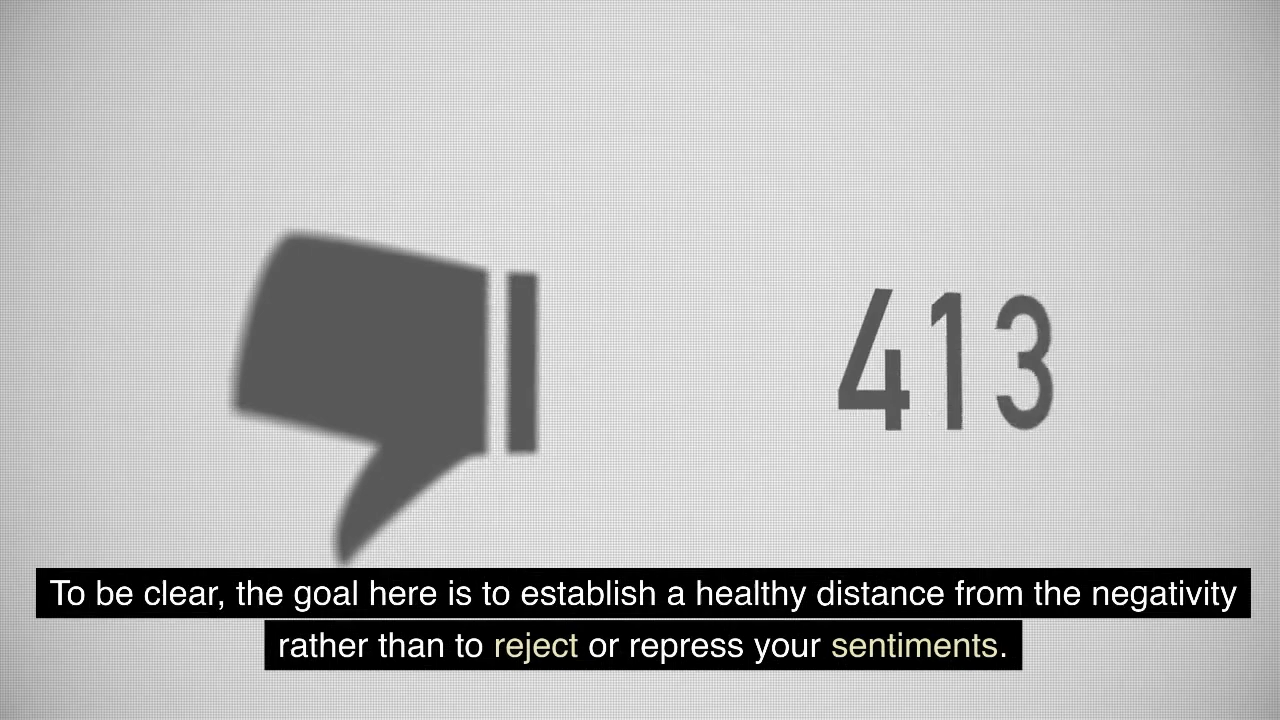 413
To be clear, the goal here is to establish a healthy distance from the negativity
rather than to reject or repress your sentiments.